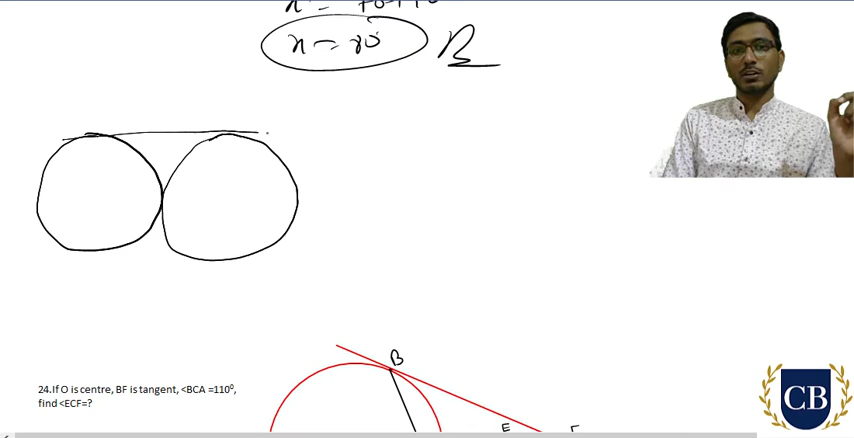 x = 80°
B
24.If O is centre, BF is tangent, <BCA =110⁰,
find <ECF=?
B
E
CB